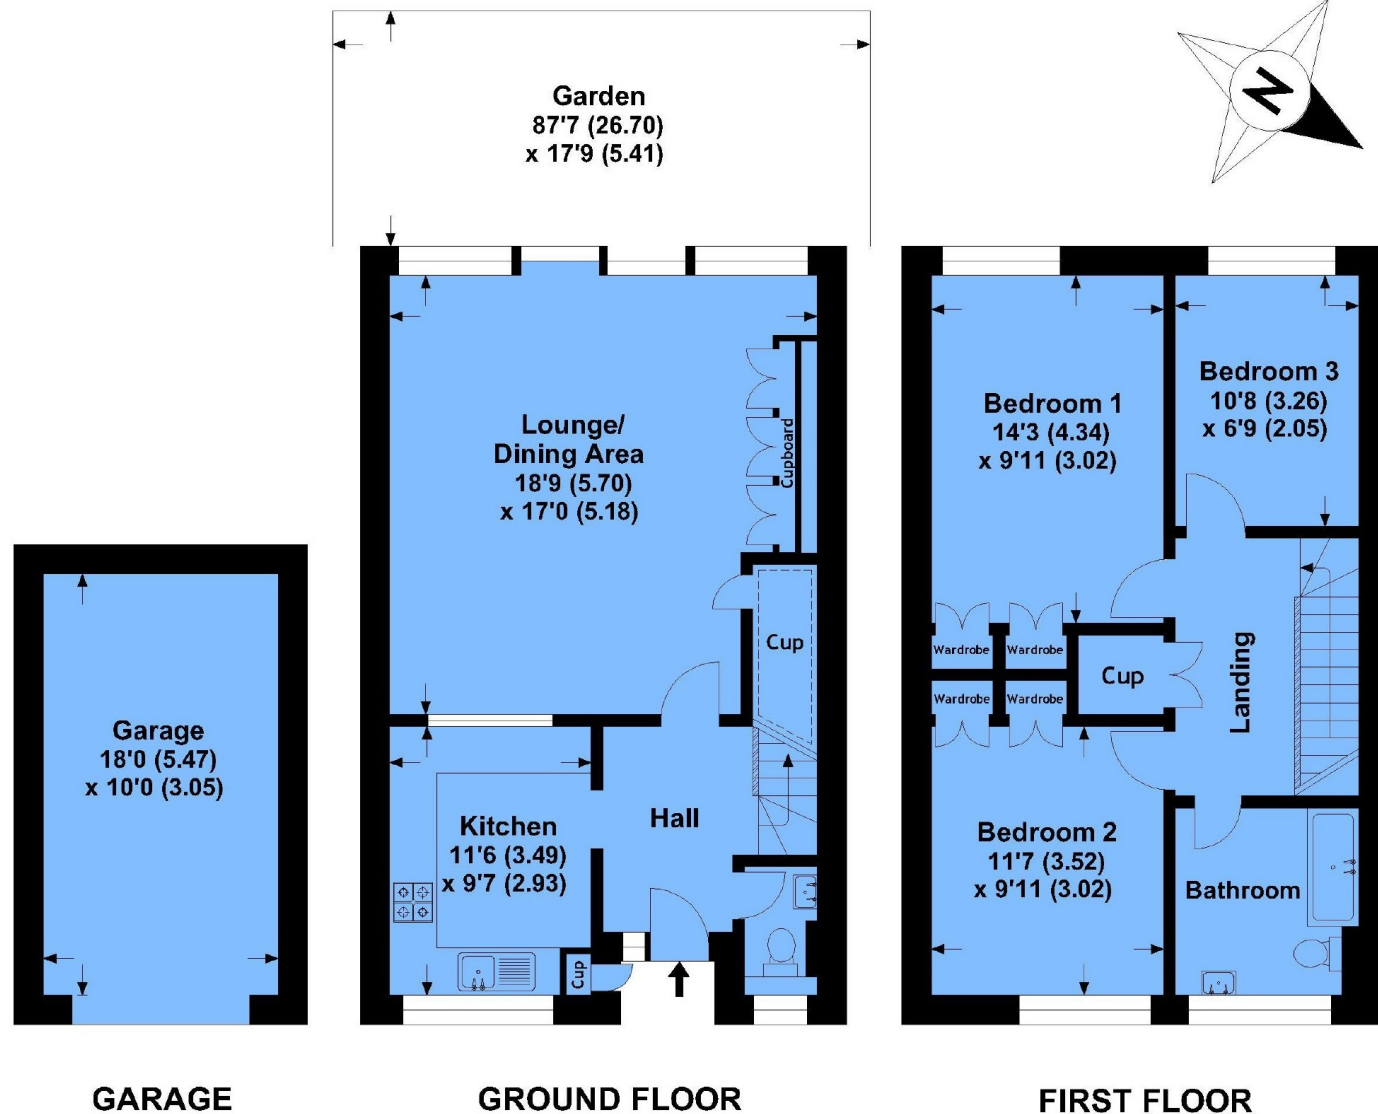 Garden
87'7 (26.70)
x 17'9 (5.41)
N
Lounge/
Dining Area
18'9 (5.70)
x 17'0 (5.18)
Cupboard
Cup
Kitchen
11'6 (3.49)
x 9'7 (2.93)
Hall
Cup
Garage
18'0 (5.47)
x 10'0 (3.05)
Bedroom 1
14'3 (4.34)
x 9'11 (3.02)
Bedroom 3
10'8 (3.26)
x 6'9 (2.05)
Wardrobe
Wardrobe
Wardrobe
Wardrobe
Cup
Landing
Bedroom 2
11'7 (3.52)
x 9'11 (3.02)
Bathroom
GARAGE
GROUND FLOOR
FIRST FLOOR